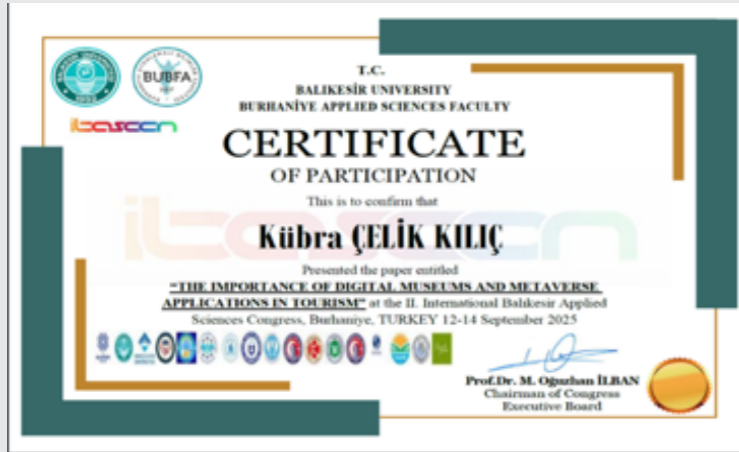 BUBFA
ibascon
T.C.
BALIKESİR UNIVERSITY
BURHANİYE APPLIED SCIENCES FACULTY
CERTIFICATE
OF PARTICIPATION
This is to confirm that
Kübra ÇELİK KILIÇ
Presented the paper entitled
"THE IMPORTANCE OF DIGITAL MUSEUMS AND METAVERSE
APPLICATIONS IN TOURISM" at the II. International Balıkesir Applied
Sciences Congress, Burhaniye, TURKEY 12-14 September 2025
Prof.Dr. M. Oğuzhan İLBAN
Chairman of Congress
Executive Board